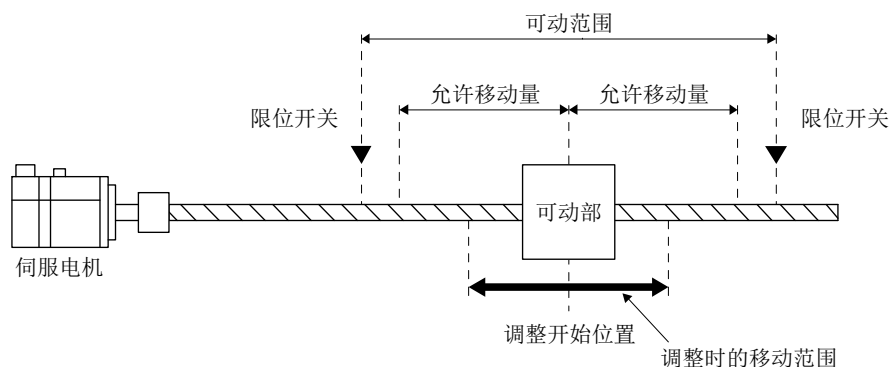 可动范围
允许移动量
允许移动量
限位开关
限位开关
可动部
伺服电机
调整开始位置
调整时的移动范围